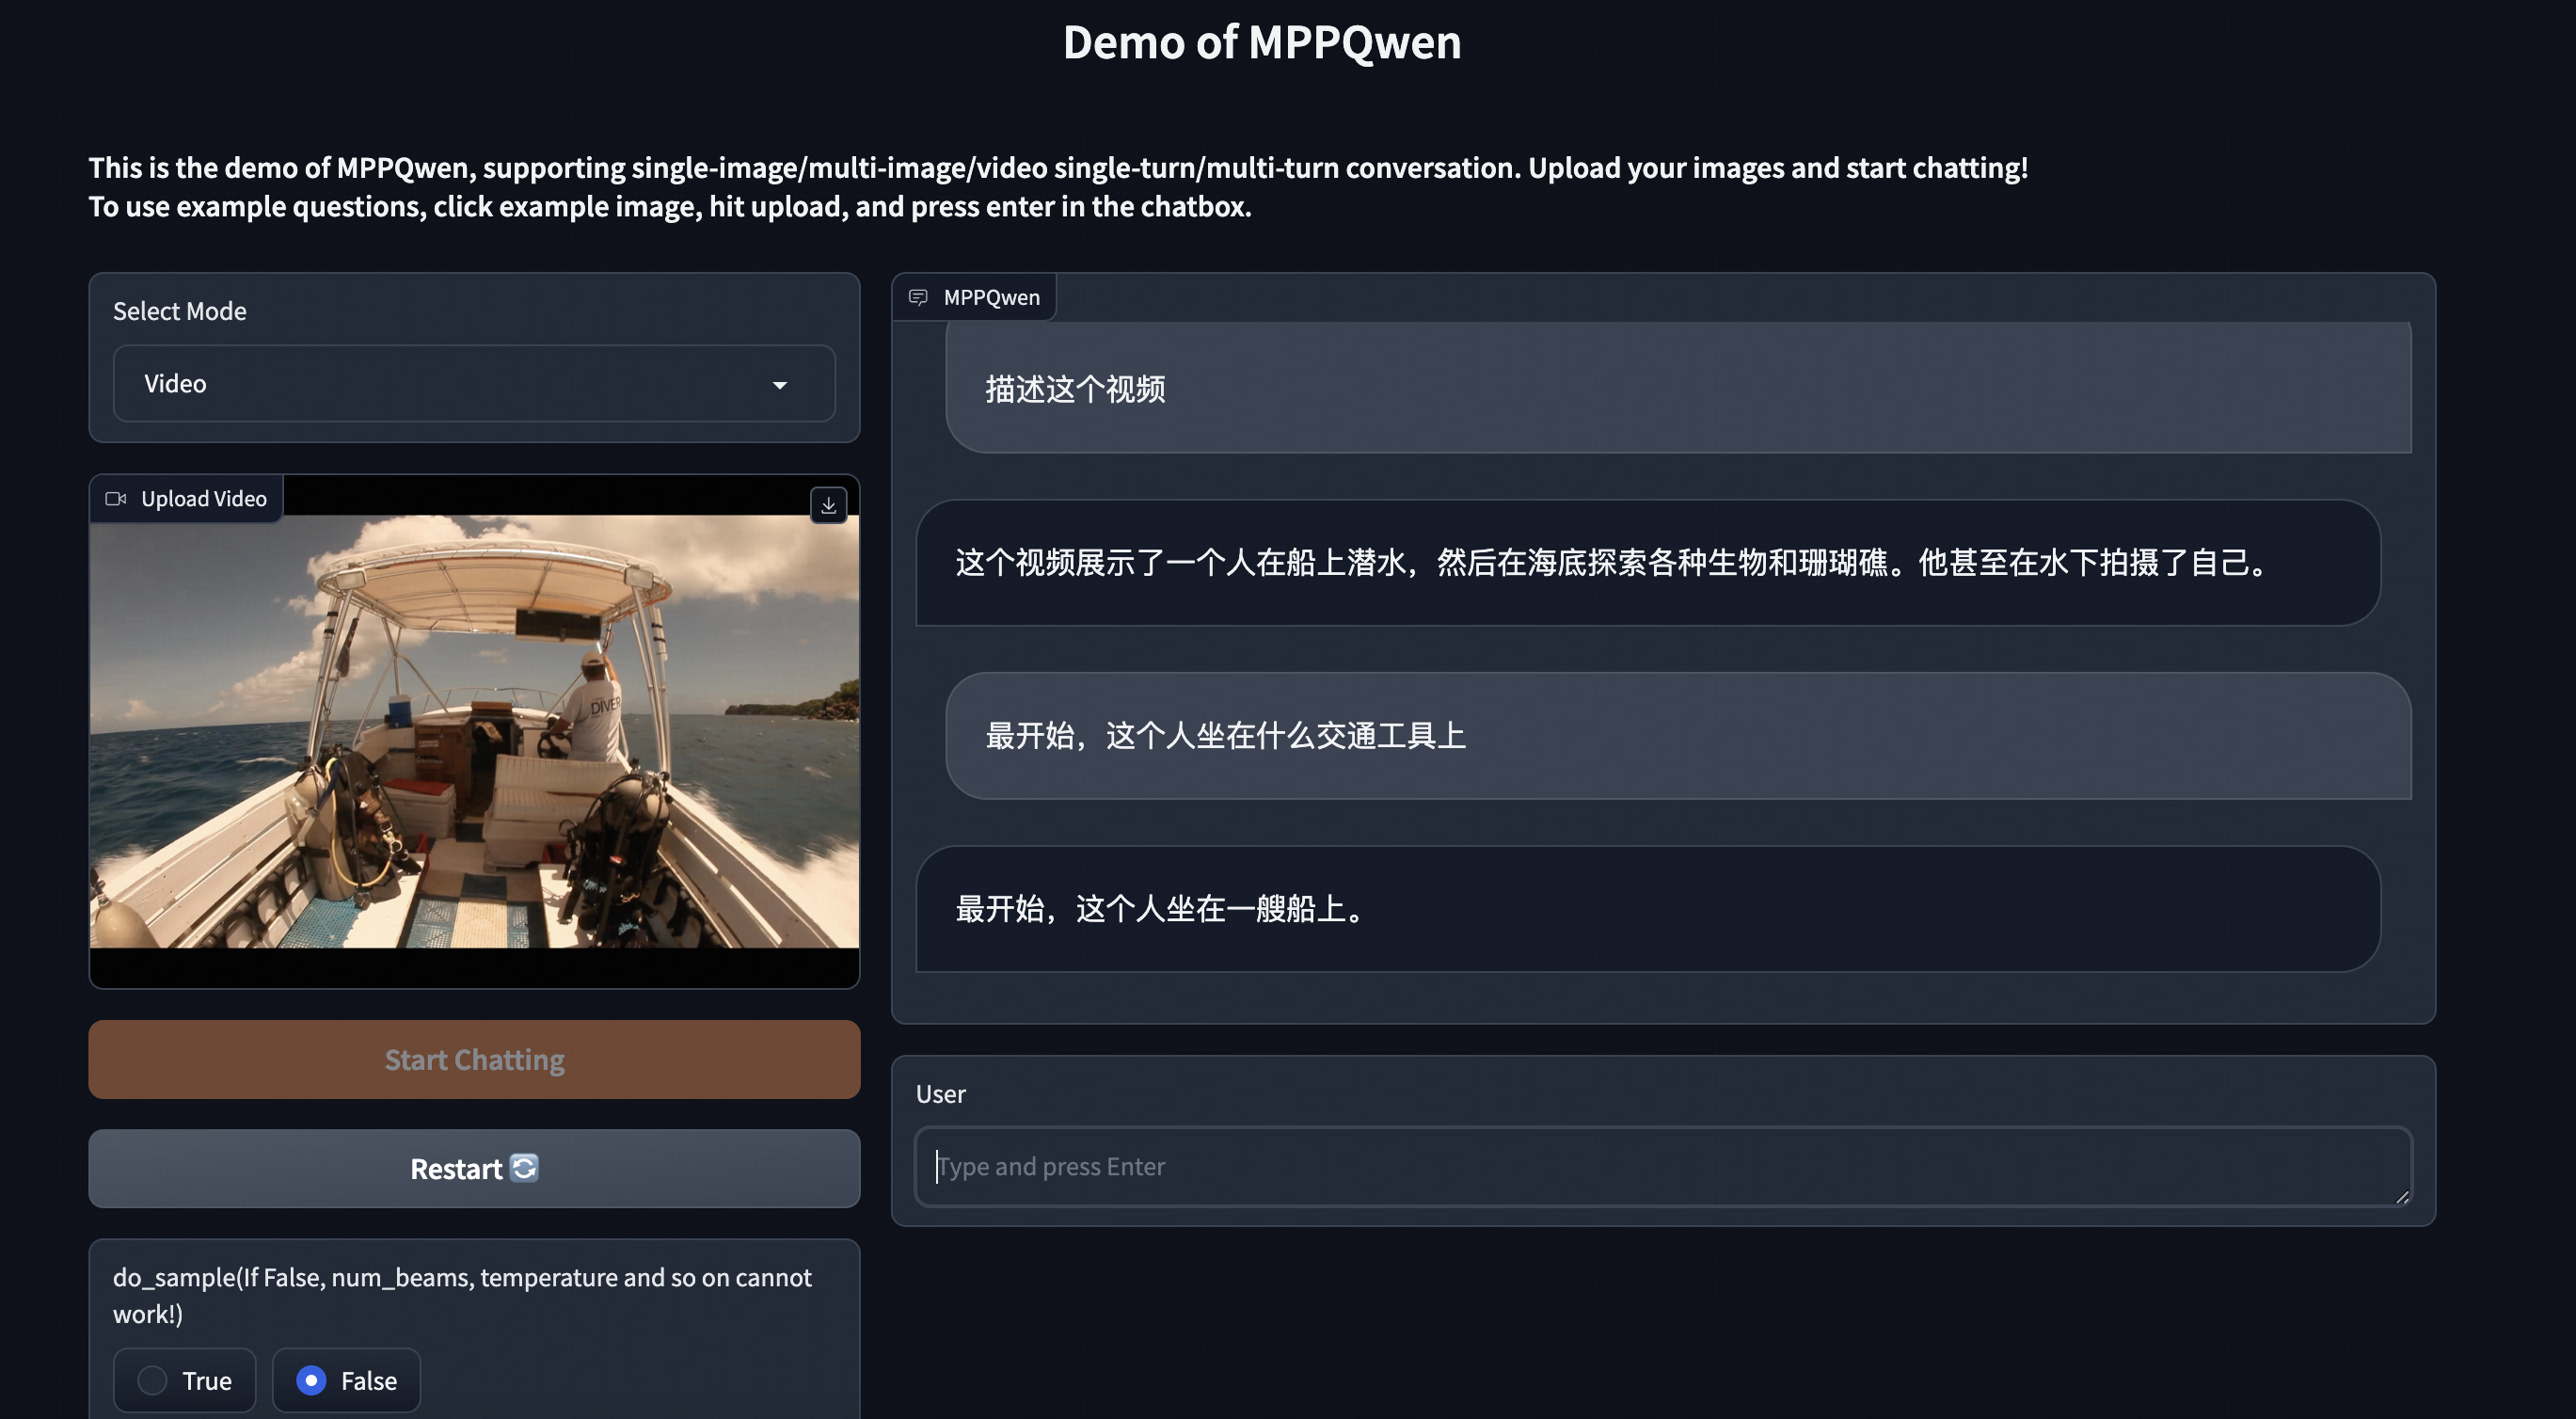 Demo of MPPQwen
This is the demo of MPPQwen, supporting single-image/multi-image/video single-turn/multi-turn conversation. Upload your images and start chatting!
To use example questions, click example image, hit upload, and press enter in the chatbox.
Select Mode
Video
Upload Video
DIVER
Start Chatting
Restart
do_sample(If False, num_beams, temperature and so on cannot
work!)
True
False
MPPQwen
描述这个视频
这个视频展示了一个人在船上潜水，然后在海底探索各种生物和珊瑚礁。他甚至在水下拍摄了自己。
最开始，这个人坐在什么交通工具上
最开始，这个人坐在一艘船上。
User
Type and press Enter